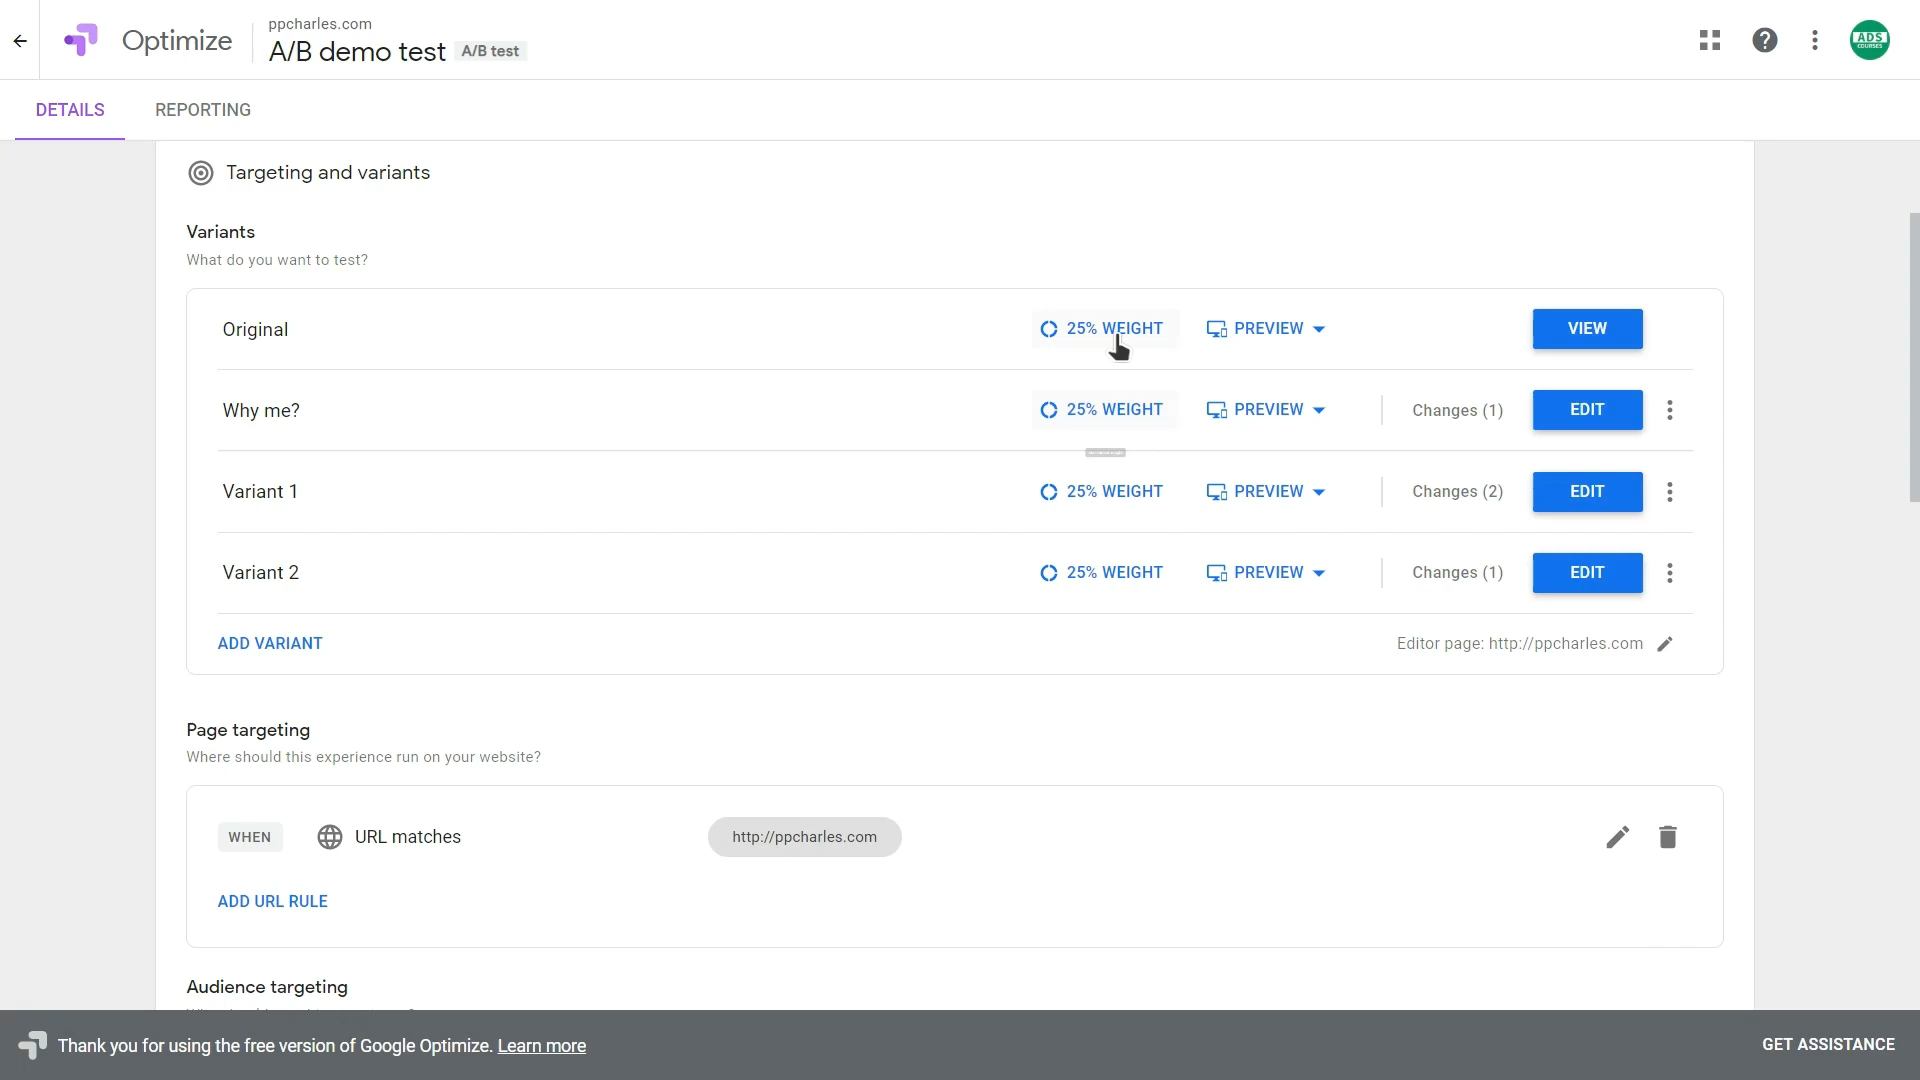 Optimize
ppcharles.com
A/B demo test A/B test
ADS
COURSES
DETAILS REPORTING
Targeting and variants
Variants
What do you want to test?
Original 25% WEIGHT PREVIEW VIEW
Why me? 25% WEIGHT PREVIEW Changes (1) EDIT
Variant 1 25% WEIGHT PREVIEW Changes (2) EDIT
Variant 2 25% WEIGHT PREVIEW Changes (1) EDIT
ADD VARIANT Editor page: http://ppcharles.com
Page targeting
Where should this experience run on your website?
WHEN URL matches http://ppcharles.com
ADD URL RULE
Audience targeting
Thank you for using the free version of Google Optimize. Learn more GET ASSISTANCE